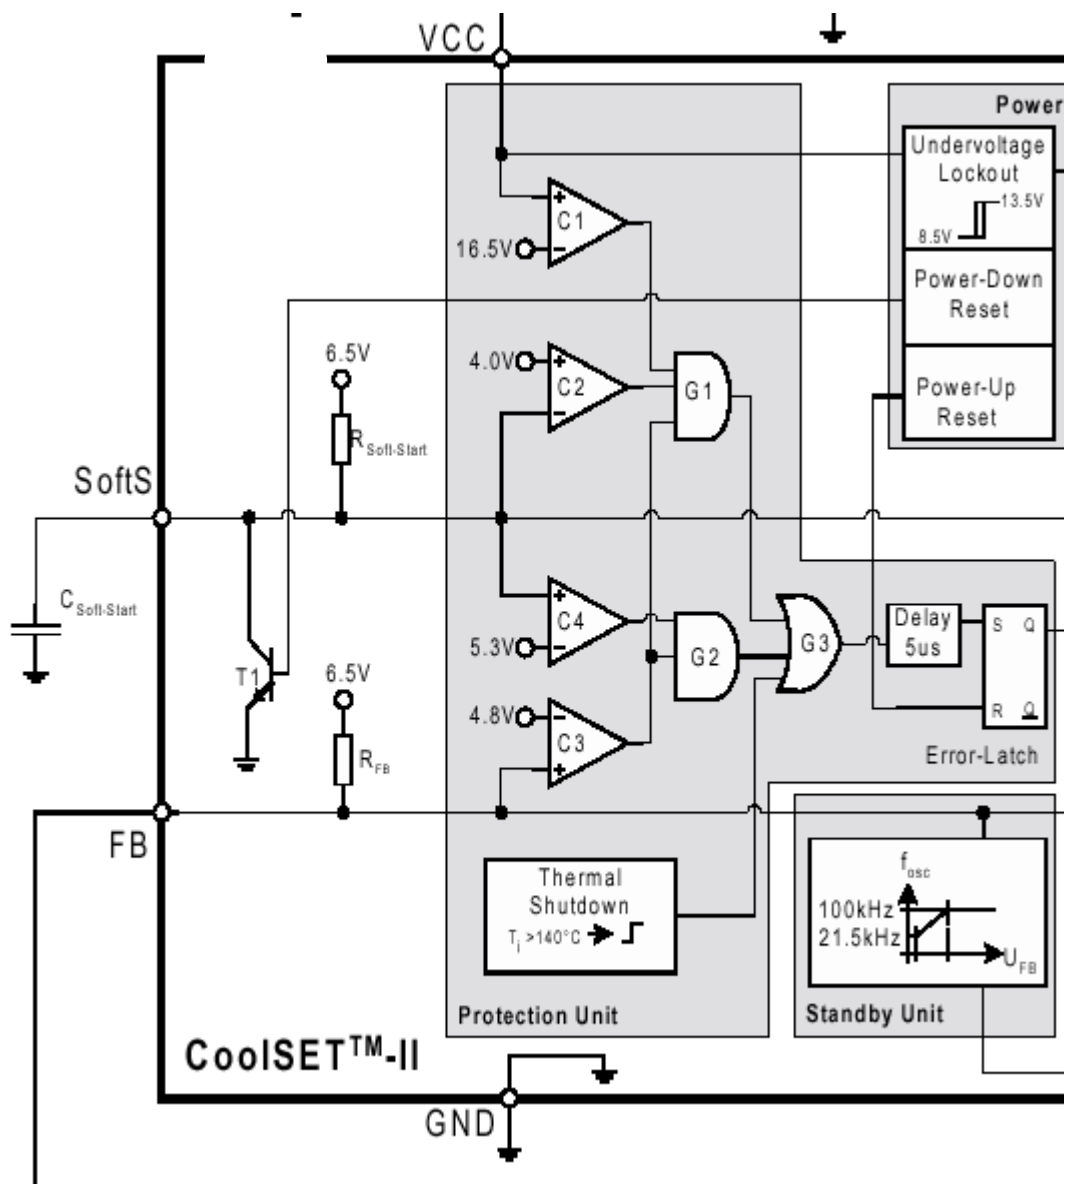 VCC
Power
Undervoltage
Lockout
13.5V
8.5V
+
C1
16.5V
–
Power-Down
Reset
6.5V
4.0V
+
C2
–
G1
Power-Up
Reset
R Soft-Start
SoftS
C Soft-Start
+
C4
5.3V
–
G2
G3
Delay
5us
S Q
R Q
T1
6.5V
4.8V
–
C3
+
R FB
Error-Latch
FB
Thermal
Shutdown
Tj >140°C
fosc
100kHz
21.5kHz
UFB
Protection Unit
Standby Unit
CoolSET™-II
GND